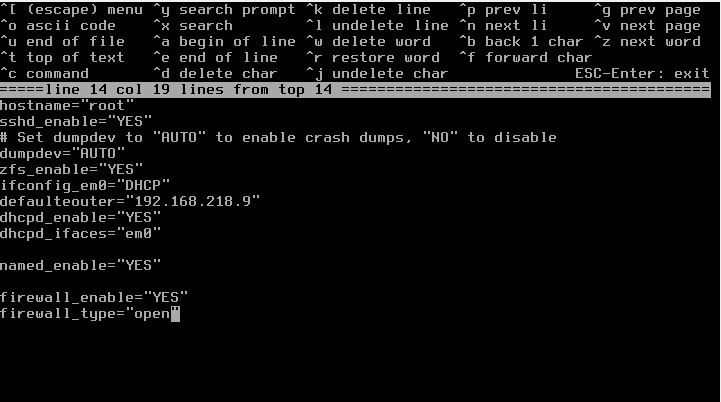 ^[ (escape) menu ^y search prompt ^k delete line ^p prev li ^g prev page
^o ascii code ^x search ^l undelete line ^n next li ^v next page
^u end of file ^a begin of line ^w delete word ^b back 1 char ^z next word
^t top of text ^e end of line ^r restore word ^f forward char
^c command ^d delete char ^j undelete char ESC-Enter: exit
=====line 14 col 19 lines from top 14 ============================================
hostname="root"
sshd_enable="YES"
# Set dumpdev to "AUTO" to enable crash dumps, "NO" to disable
dumpdev="AUTO"
zfs_enable="YES"
ifconfig_em0="DHCP"
defaulteouter="192.168.218.9"
dhcpd_enable="YES"
dhcpd_ifaces="em0"
named_enable="YES"
firewall_enable="YES"
firewall_type="open"